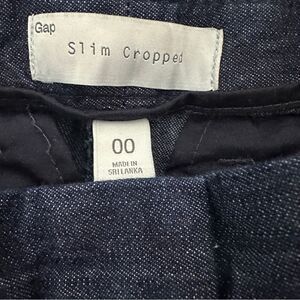 Gap
Slim Cropped
00
MADE IN
SRI LANKA